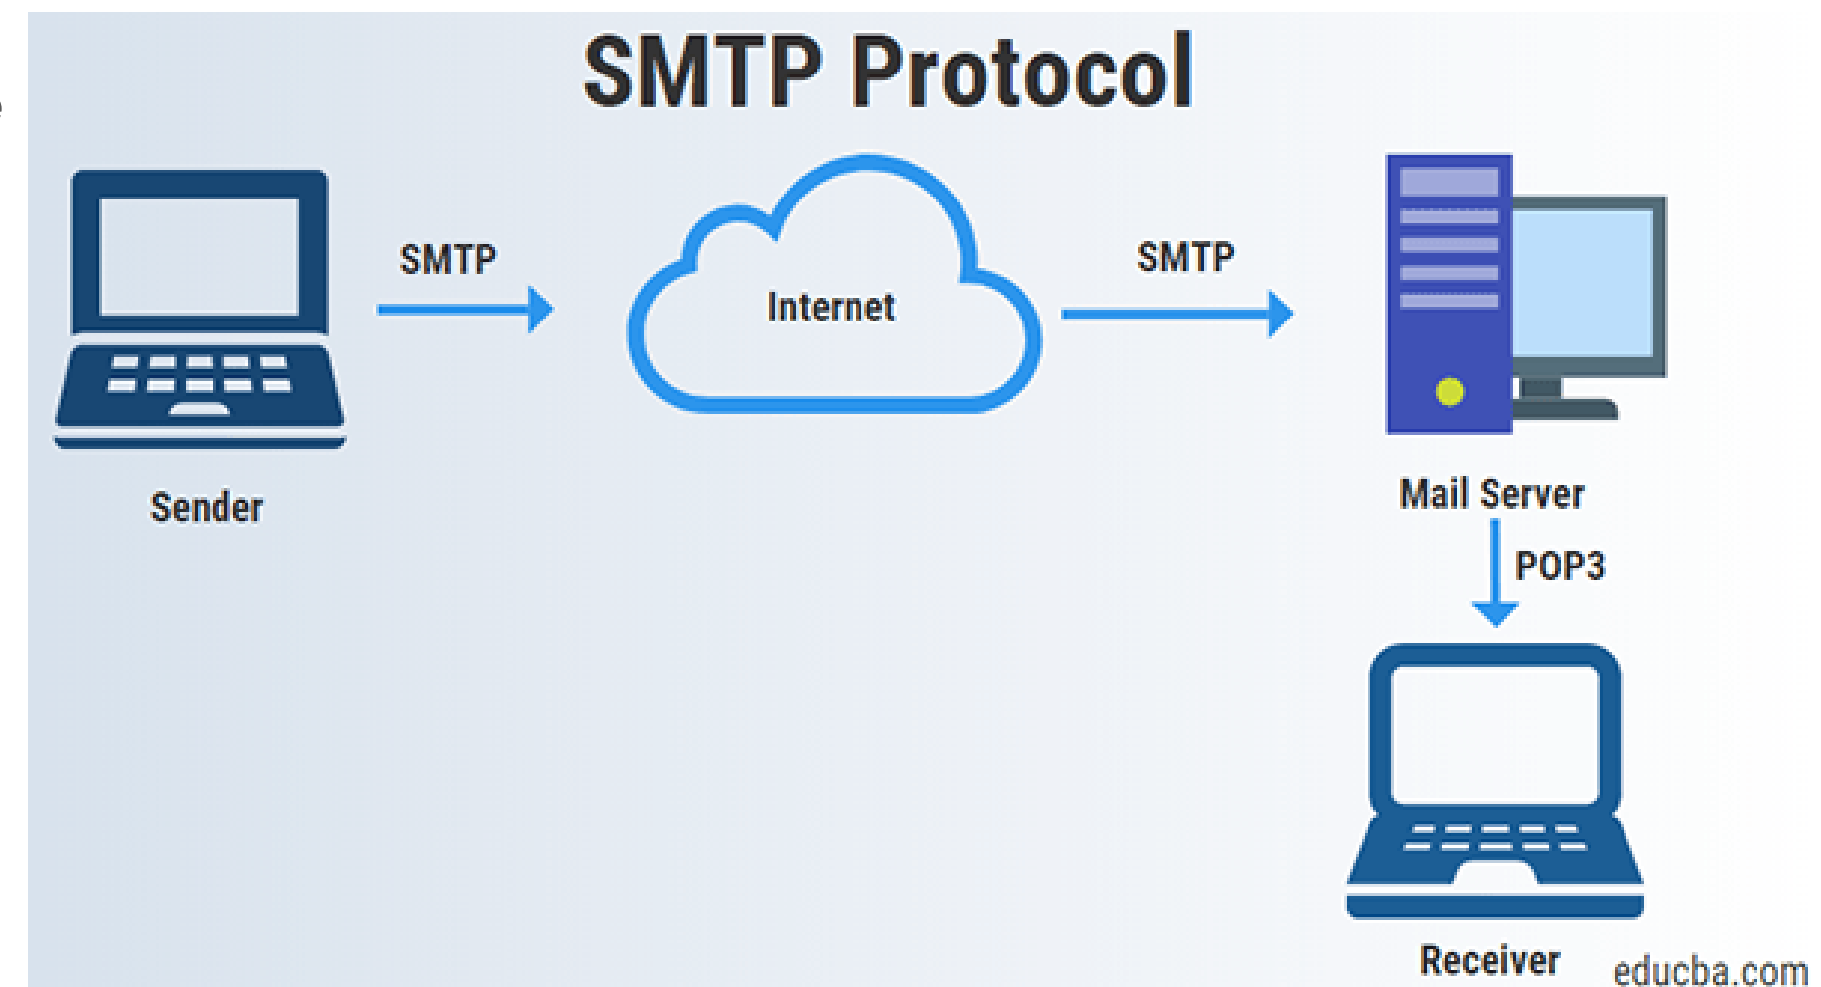 SMTP Protocol
e
SMTP
SMTP
Internet
Sender
Mail Server
POP3
Receiver
educba.com